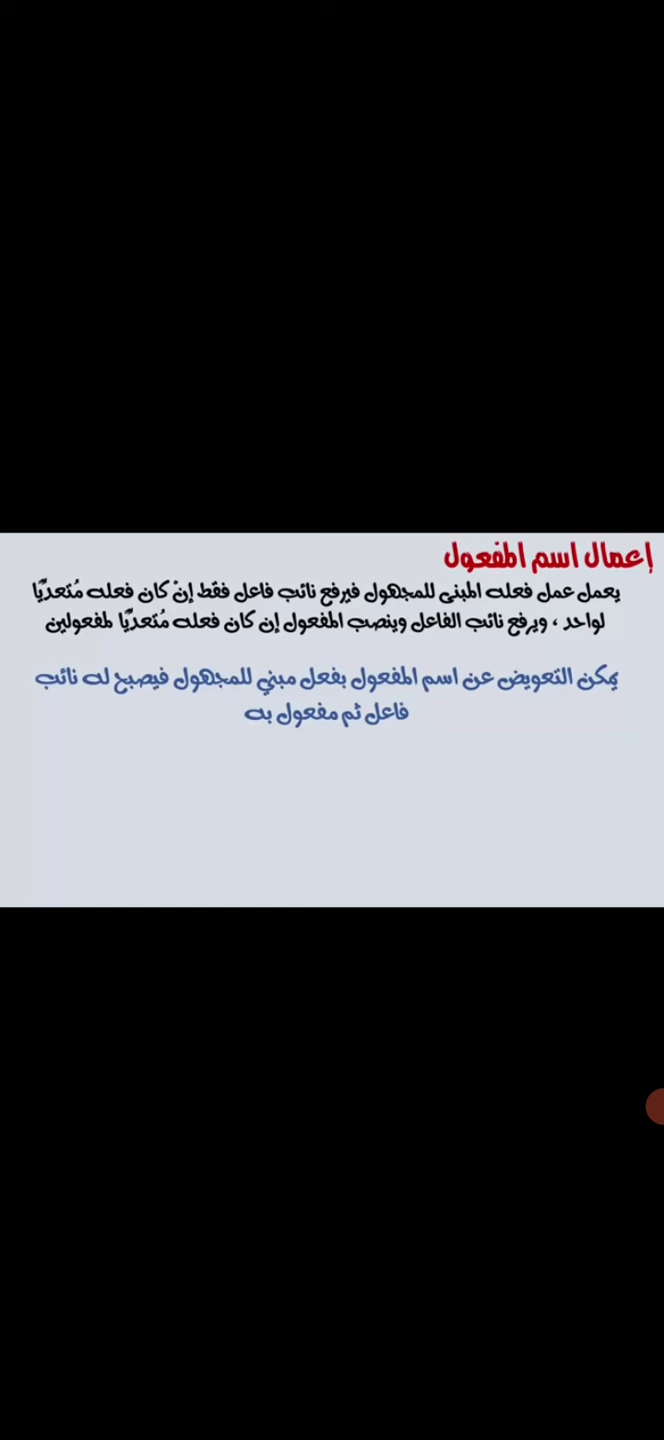 إعمال اسم المفعول
يعمل عمل فعله المبنى للمجهول فيرفع نائب فاعل فقط إنْ كان فعله مُتعديًّا
لواحد ، ويرفع نائب الفاعل وينصب المفعول إن كان فعله مُتعديًّا لمفعولين
يمكن التعويض عن اسم المفعول بفعل مبني للمجهول فيصبح له نائب
فاعل ثم مفعول به